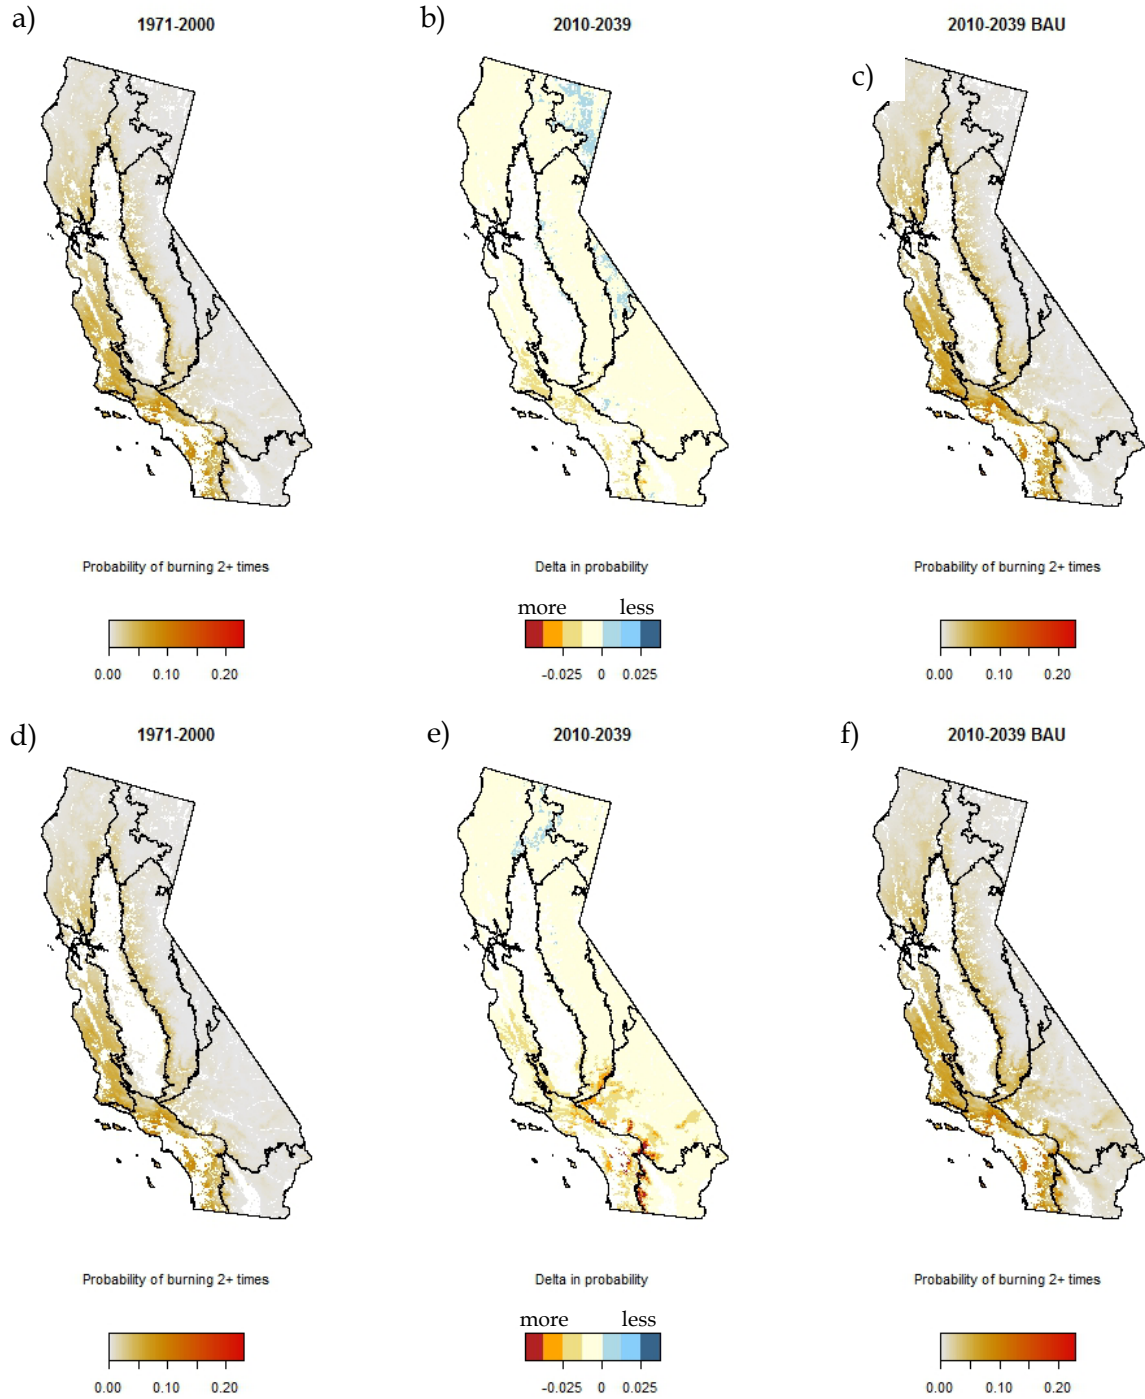 a) 1971-2000
b) 2010-2039
c) 2010-2039 BAU
Probability of burning 2+ times
Delta in probability
Probability of burning 2+ times
more less
0.00 0.10 0.20
-0.025 0 0.025
0.00 0.10 0.20
d) 1971-2000
e) 2010-2039
f) 2010-2039 BAU
Probability of burning 2+ times
Delta in probability
Probability of burning 2+ times
more less
0.00 0.10 0.20
-0.025 0 0.025
0.00 0.10 0.20